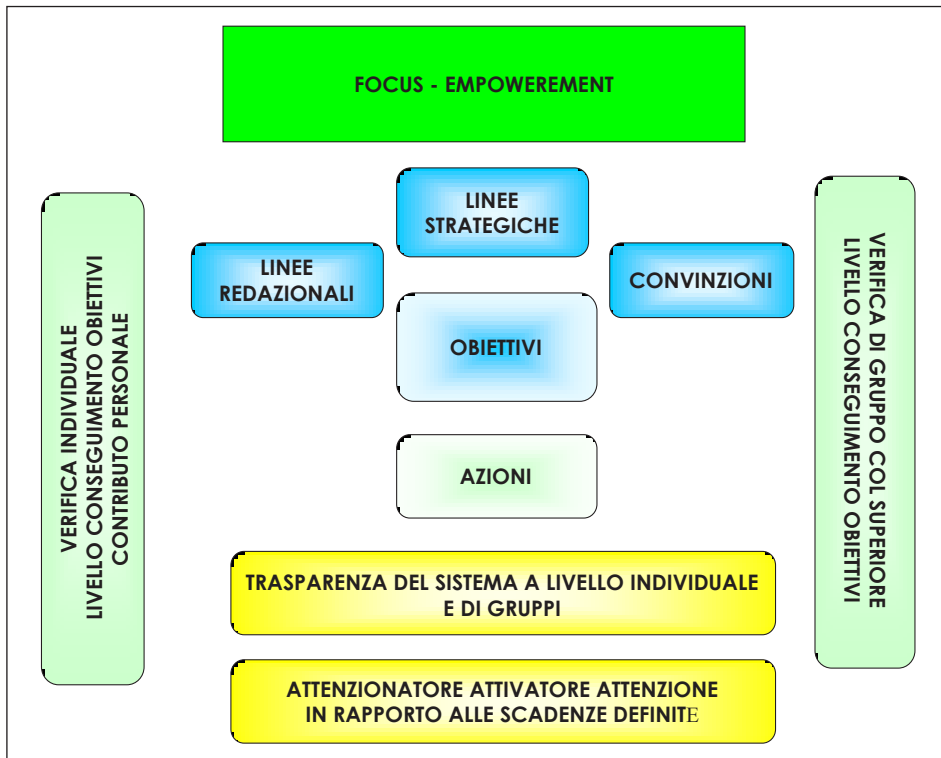 FOCUS - EMPOWEREMENT
LINEE
STRATEGICHE
LINEE
REDAZIONALI
CONVINZIONI
OBIETTIVI
AZIONI
VERIFICA INDIVIDUALE
LIVELLO CONSEGUIMENTO OBIETTIVI
CONTRIBUTO PERSONALE
VERIFICA DI GRUPPO COL SUPERIORE
LIVELLO CONSEGUIMENTO OBIETTIVI
TRASPARENZA DEL SISTEMA A LIVELLO INDIVIDUALE
E DI GRUPPI
ATTENZIONATORE ATTIVATORE ATTENZIONE
IN RAPPORTO ALLE SCADENZE DEFINITE